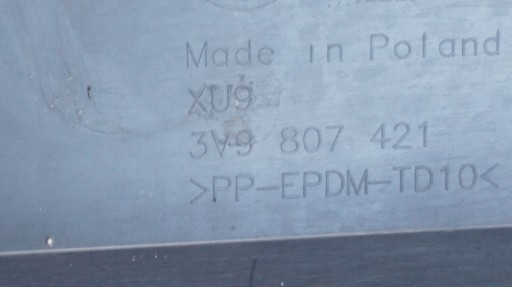 Made in Poland
XU9
3V9 807 421
>PP-EPDM-TD10<